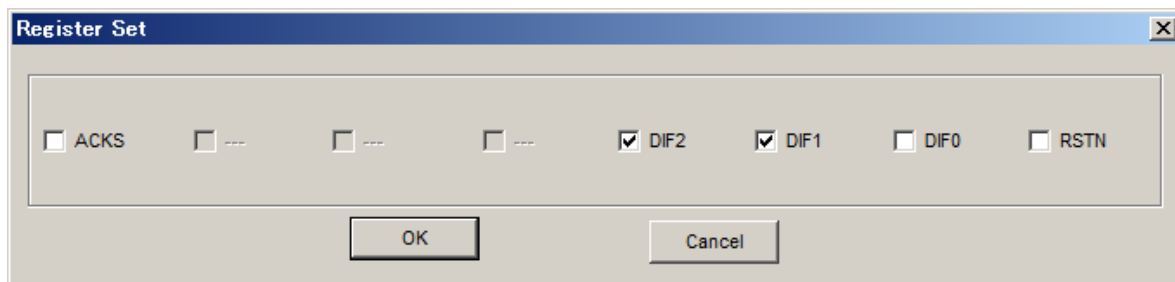 Register Set
ACKS --- --- --- DIF2 DIF1 DIF0 RSTN
OK Cancel